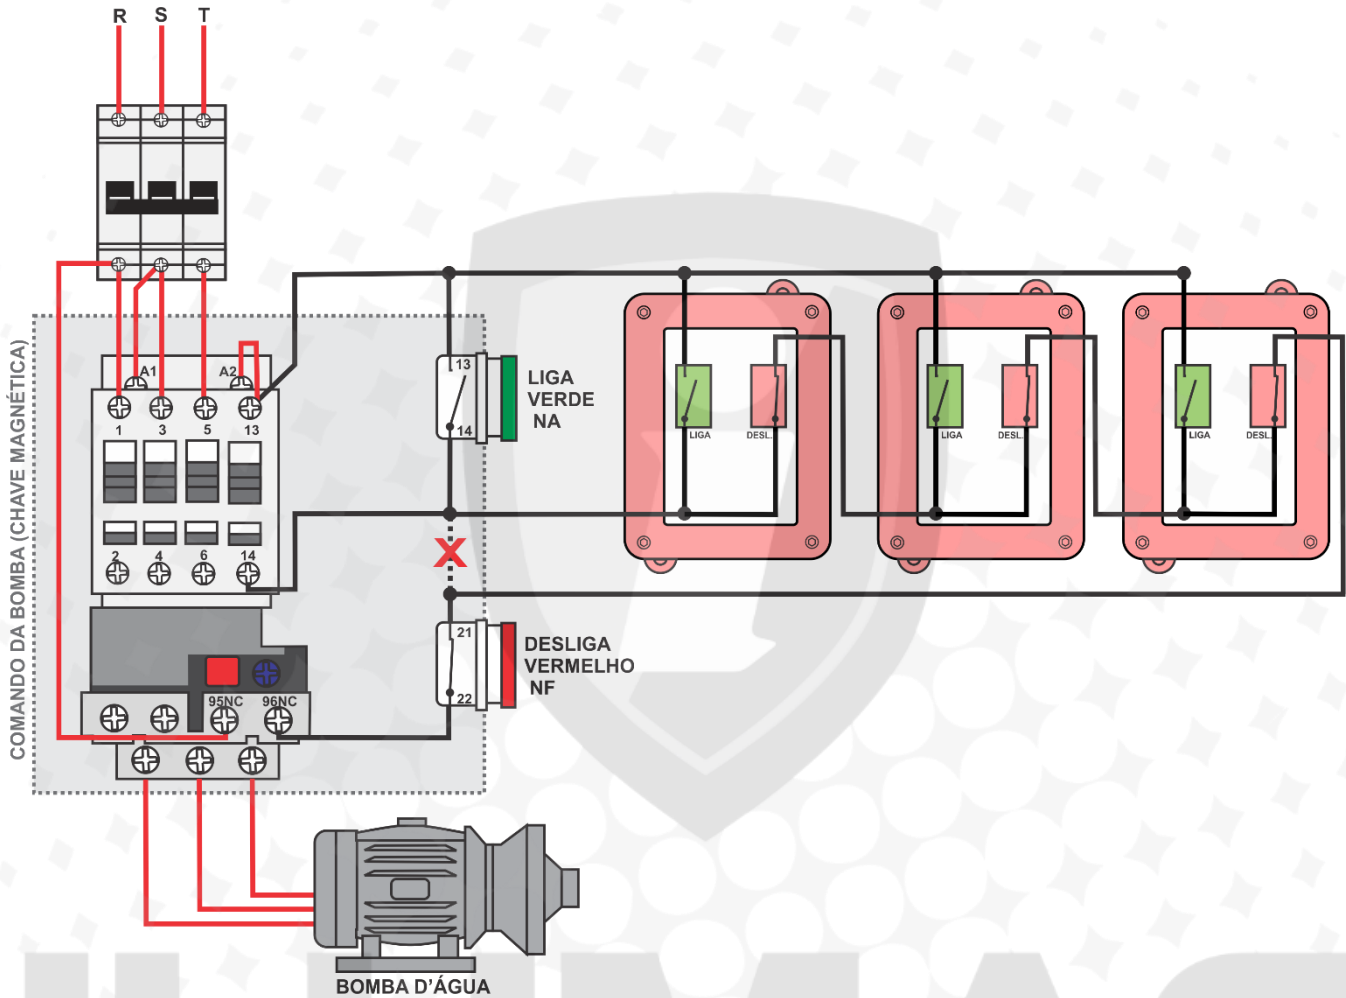 R S T
COMANDO DA BOMBA (CHAVE MAGNÉTICA)
A1 A2
1 3 5 13
2 4 6 14
95NC 96NC
13
14
LIGA
VERDE
NA
21
22
DESLIGA
VERMELHO
NF
LIGA DESL.
LIGA DESL.
LIGA DESL.
BOMBA D'ÁGUA